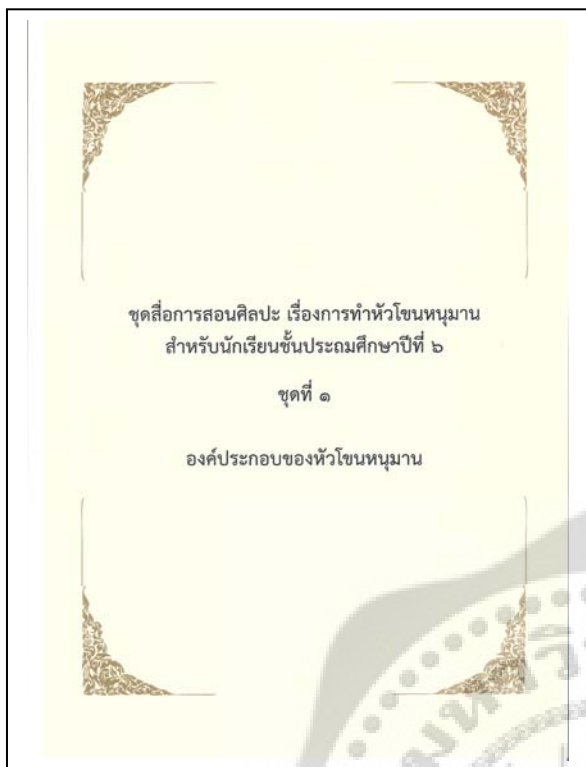 ชุดสื่อการสอนศิลปะ เรื่องการทำหัวโขนหนุมาน
สำหรับนักเรียนชั้นประถมศึกษาปีที่ ๖
ชุดที่ ๑
องค์ประกอบของหัวโขนหนุมาน